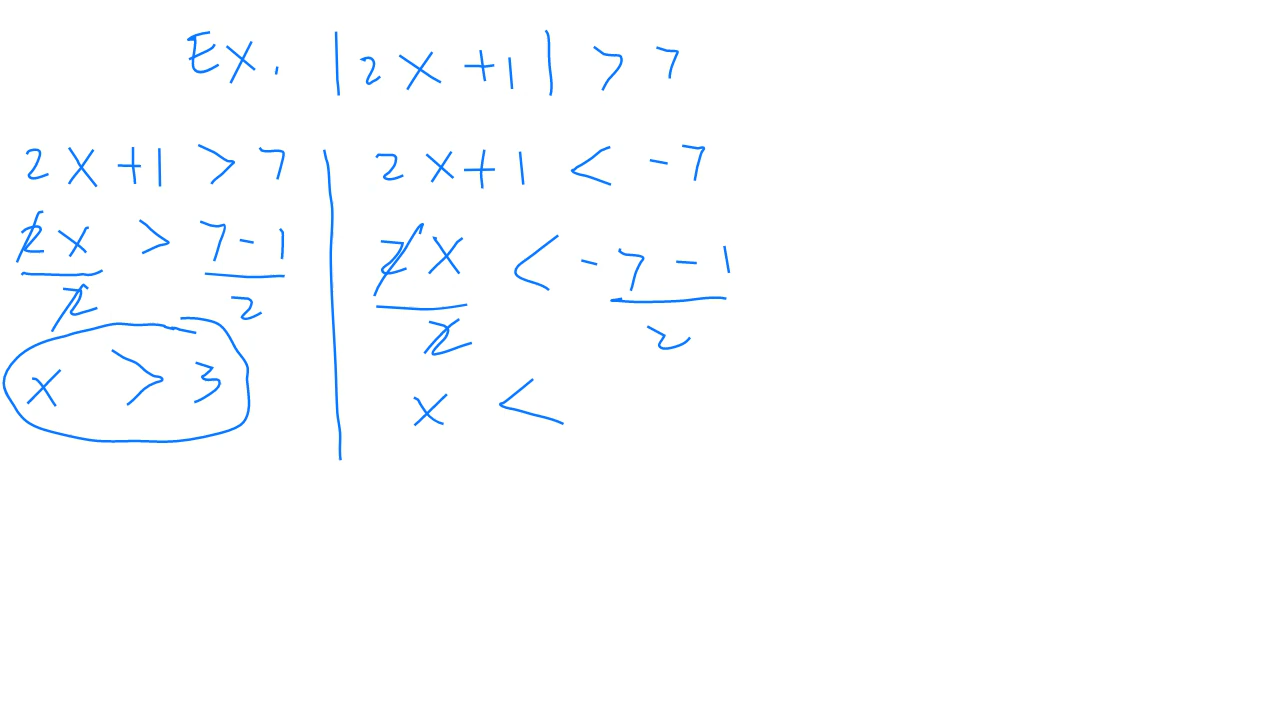 Ex. |2x+1| > 7
2x+1 > 7
2x > 7-1
2 2
x > 3
2x+1 < -7
2x < -7-1
2 2
x <